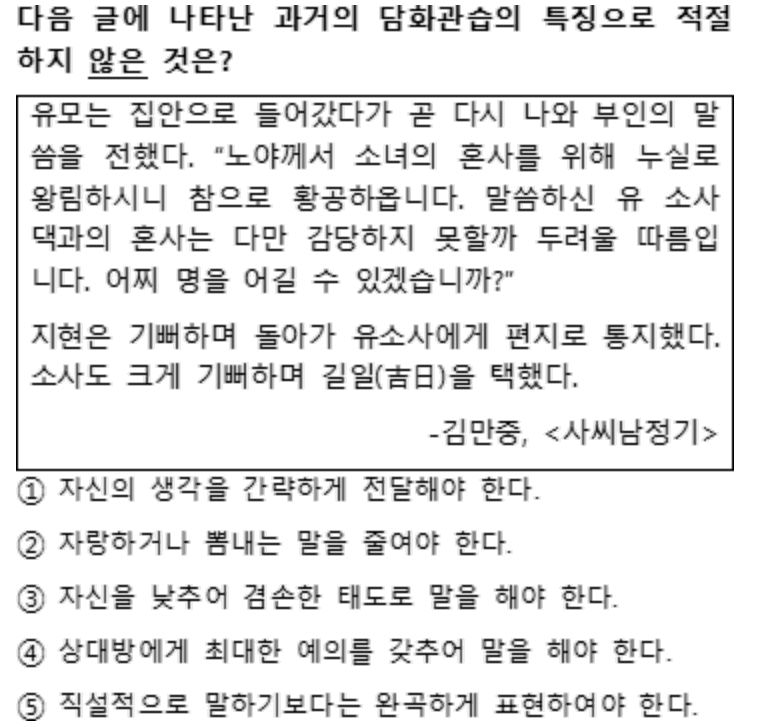 다음 글에 나타난 과거의 담화관습의 특징으로 적절
하지 않은 것은?
유모는 집안으로 들어갔다가 곧 다시 나와 부인의 말
씀을 전했다. “노야께서 소녀의 혼사를 위해 누실로
왕림하시니 참으로 황공하옵니다. 말씀하신 유 소사
댁과의 혼사는 다만 감당하지 못할까 두려울 따름입
니다. 어찌 명을 어길 수 있겠습니까?”
지현은 기뻐하며 돌아가 유소사에게 편지로 통지했다.
소사도 크게 기뻐하며 길일(吉日)을 택했다.
-김만중, <사씨남정기>
① 자신의 생각을 간략하게 전달해야 한다.
② 자랑하거나 뽐내는 말을 줄여야 한다.
③ 자신을 낮추어 겸손한 태도로 말을 해야 한다.
④ 상대방에게 최대한 예의를 갖추어 말을 해야 한다.
⑤ 직설적으로 말하기보다는 완곡하게 표현하여야 한다.